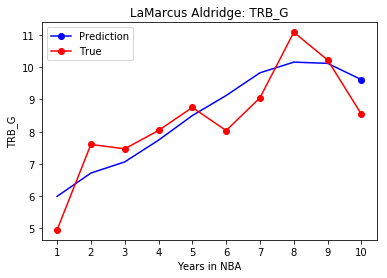 LaMarcus Aldridge: TRB_G
Prediction
True
TRB_G
11
10
9
8
7
6
5
1 2 3 4 5 6 7 8 9 10
Years in NBA